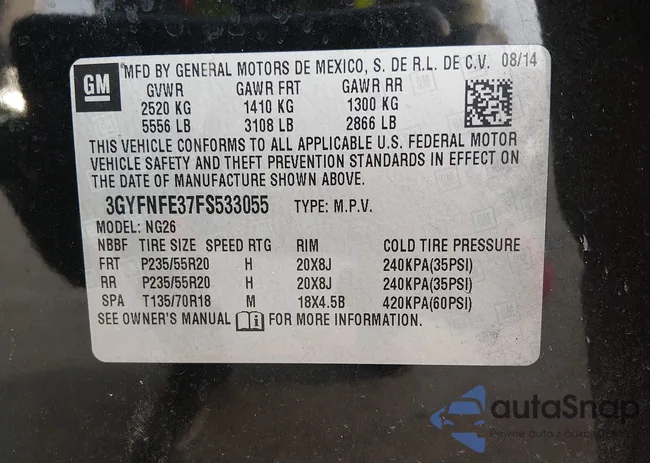 GM
MFD BY GENERAL MOTORS DE MEXICO, S. DE R.L. DE C.V. 08/14
GVWR GAWR FRT GAWR RR
2520 KG 1410 KG 1300 KG
5556 LB 3108 LB 2866 LB
THIS VEHICLE CONFORMS TO ALL APPLICABLE U.S. FEDERAL MOTOR
VEHICLE SAFETY AND THEFT PREVENTION STANDARDS IN EFFECT ON
THE DATE OF MANUFACTURE SHOWN ABOVE.
3GYFNFE37FS533055 TYPE: M.P.V.
MODEL: NG26
NBBF TIRE SIZE SPEED RTG RIM COLD TIRE PRESSURE
FRT P235/55R20 H 20X8J 240KPA(35PSI)
RR P235/55R20 H 20X8J 240KPA(35PSI)
SPA T135/70R18 M 18X4.5B 420KPA(60PSI)
SEE OWNER'S MANUAL FOR MORE INFORMATION.
autaSnap
Pewne auta z aukcji